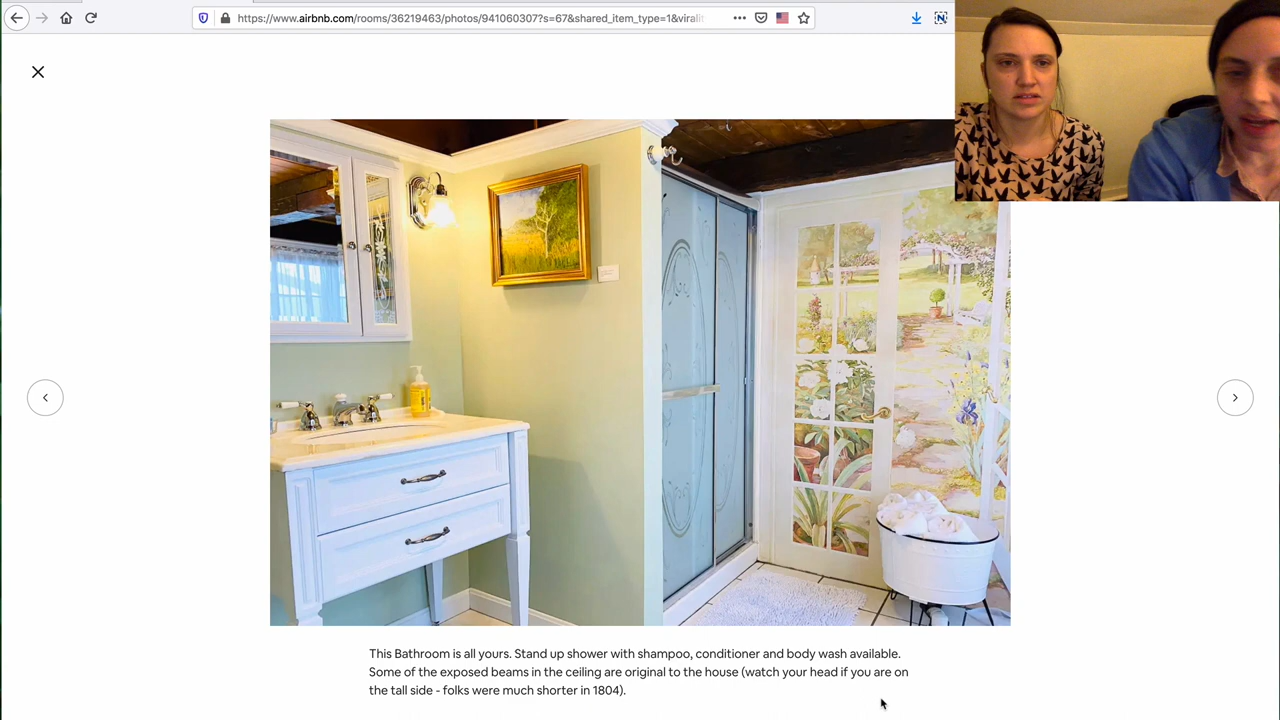 https://www.airbnb.com/rooms/36219463/photos/941060307?s=67&shared_item_type=1&virali
This Bathroom is all yours. Stand up shower with shampoo, conditioner and body wash available.
Some of the exposed beams in the ceiling are original to the house (watch your head if you are on
the tall side - folks were much shorter in 1804).